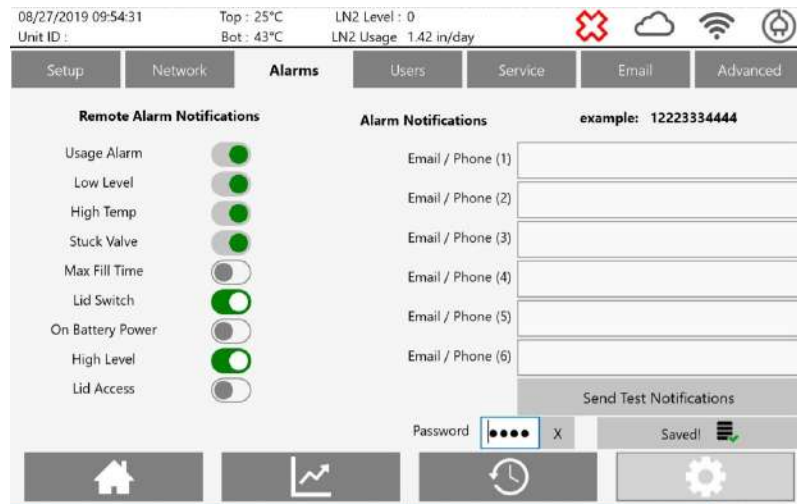 08/27/2019 09:54:31 Top : 25°C LN2 Level : 0
Unit ID : Bot : 43°C LN2 Usage 1.42 in/day
Setup Network Alarms Users Service Email Advanced
Remote Alarm Notifications
Usage Alarm
Low Level
High Temp
Stuck Valve
Max Fill Time
Lid Switch
On Battery Power
High Level
Lid Access
Alarm Notifications example: 12223334444
Email / Phone (1)
Email / Phone (2)
Email / Phone (3)
Email / Phone (4)
Email / Phone (5)
Email / Phone (6)
Send Test Notifications
Password ●●●● X Saved!